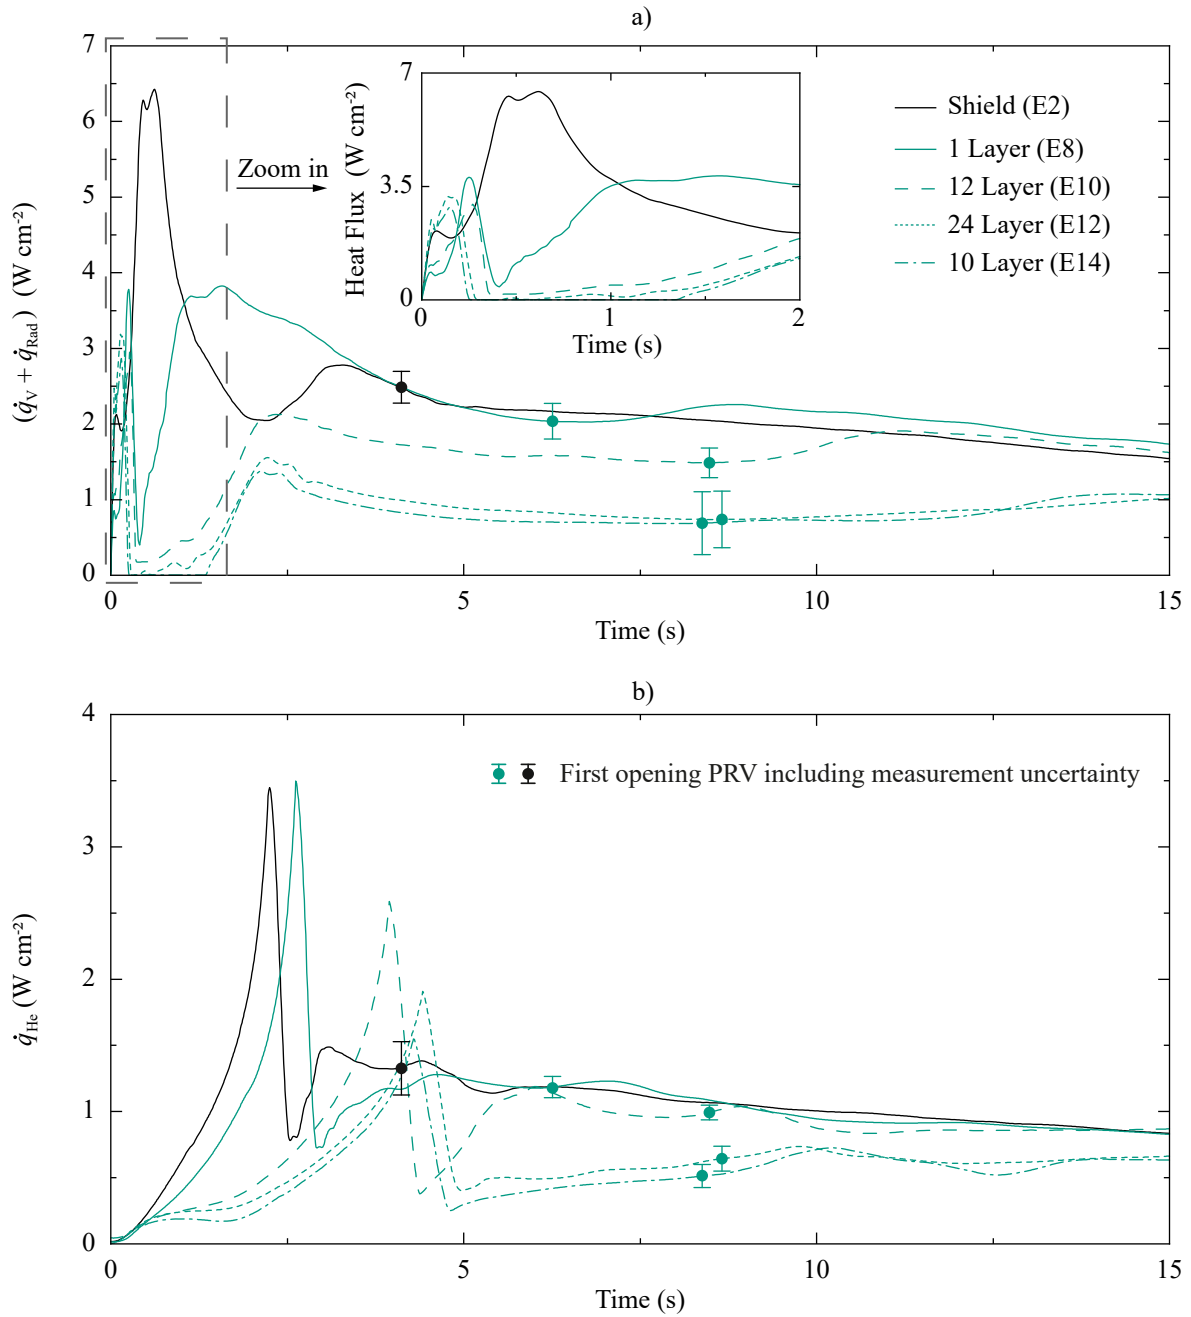 a)
7
6
5
4
3
2
1
0
(q̇V + q̇Rad) (W cm⁻²)
0
5
10
15
Time (s)
Zoom in
7
3.5
0
Heat Flux (W cm⁻²)
0
1
2
Time (s)
Shield (E2)
1 Layer (E8)
12 Layer (E10)
24 Layer (E12)
10 Layer (E14)
b)
4
3
2
1
0
q̇He (W cm⁻²)
First opening PRV including measurement uncertainty
0
5
10
15
Time (s)